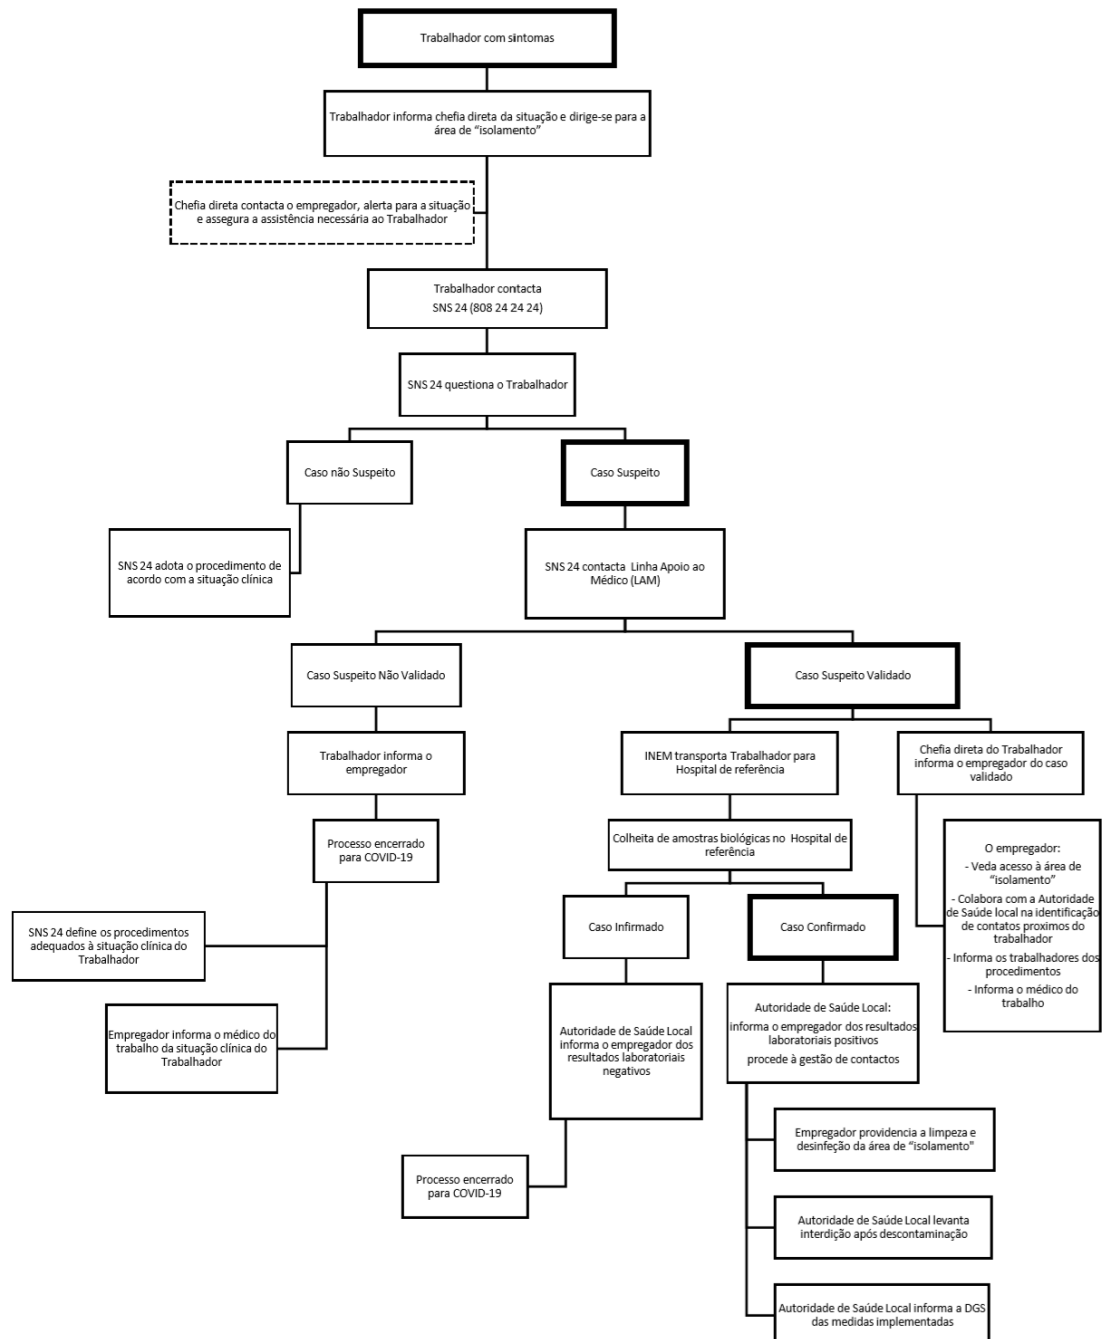 Trabalhador com sintomas
Trabalhador informa chefia direta da situação e dirige-se para a
área de “isolamento”
Chefia direta contacta o empregador, alerta para a situação
e assegura a assistência necessária ao Trabalhador
Trabalhador contacta
SNS 24 (808 24 24 24)
SNS 24 questiona o Trabalhador
Caso não Suspeito
Caso Suspeito
SNS 24 adota o procedimento de
acordo com a situação clínica
SNS 24 contacta Linha Apoio ao
Médico (LAM)
Caso Suspeito Não Validado
Caso Suspeito Validado
Trabalhador informa o
empregador
INEM transporta Trabalhador para
Hospital de referência
Chefia direta do Trabalhador
informa o empregador do caso
validado
Processo encerrado
para COVID-19
Colheita de amostras biológicas no Hospital de
referência
O empregador:
- Veda acesso à área de
“isolamento”
- Colabora com a Autoridade
de Saúde local na identificação
de contatos proximos do
trabalhador
- Informa os trabalhadores dos
procedimentos
- Informa o médico do
trabalho
SNS 24 define os procedimentos
adequados à situação clínica do
Trabalhador
Caso Infirmado
Caso Confirmado
Empregador informa o médico do
trabalho da situação clínica do
Trabalhador
Autoridade de Saúde Local
informa o empregador dos
resultados laboratoriais
negativos
Autoridade de Saúde Local:
informa o empregador dos resultados
laboratoriais positivos
procede à gestão de contactos
Processo encerrado
para COVID-19
Empregador providencia a limpeza e
desinfeção da área de “isolamento"
Autoridade de Saúde Local levanta
interdição após descontaminação
Autoridade de Saúde Local informa a DGS
das medidas implementadas